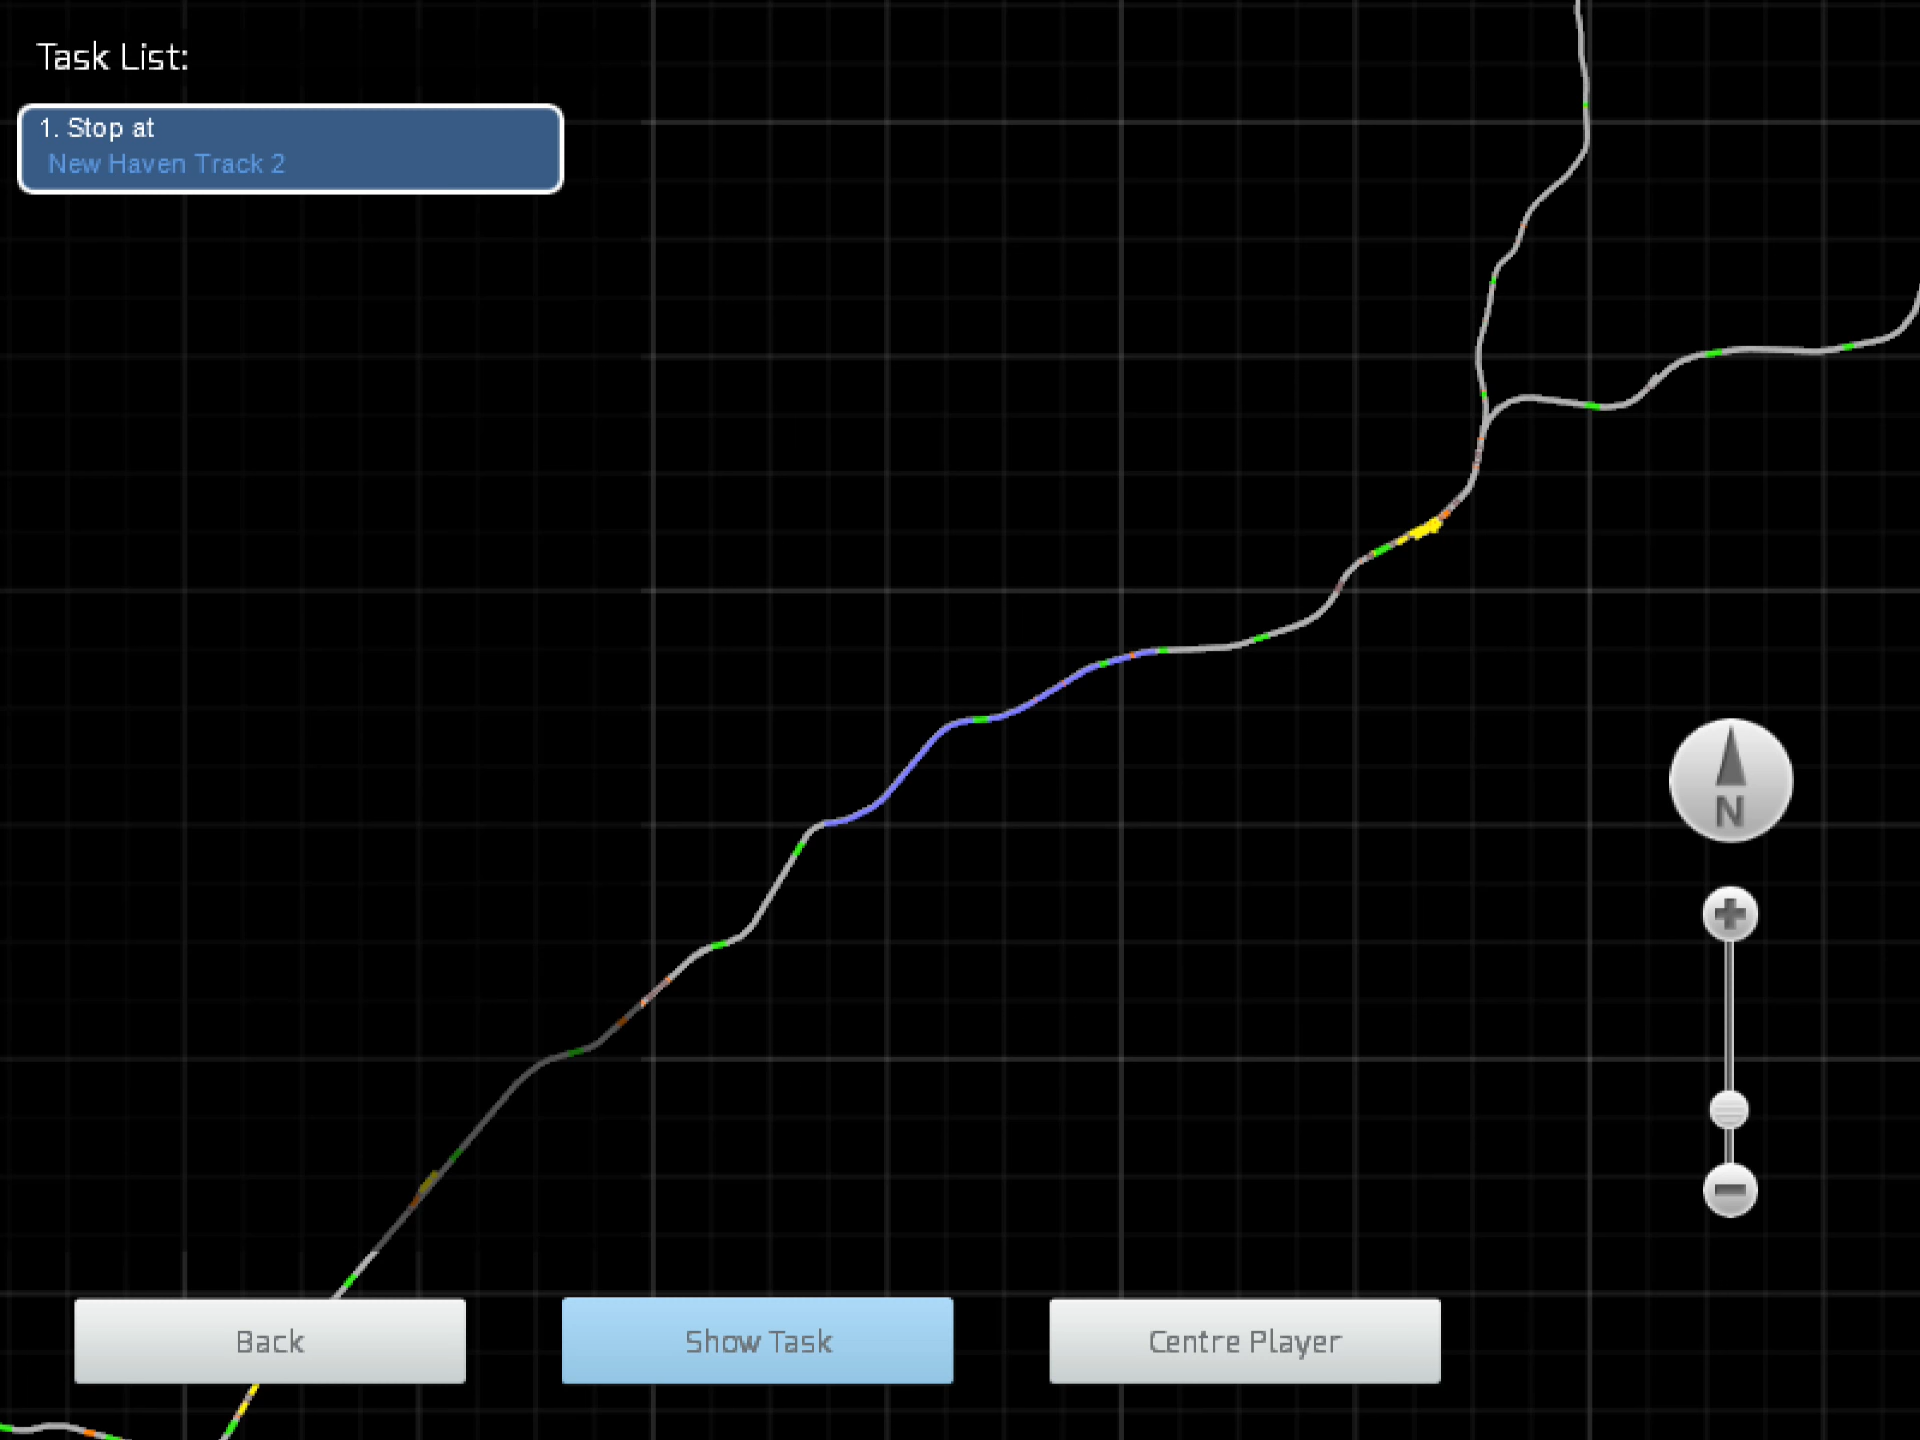 Task List:
1. Stop at
New Haven Track 2
N
Back
Show Task
Centre Player